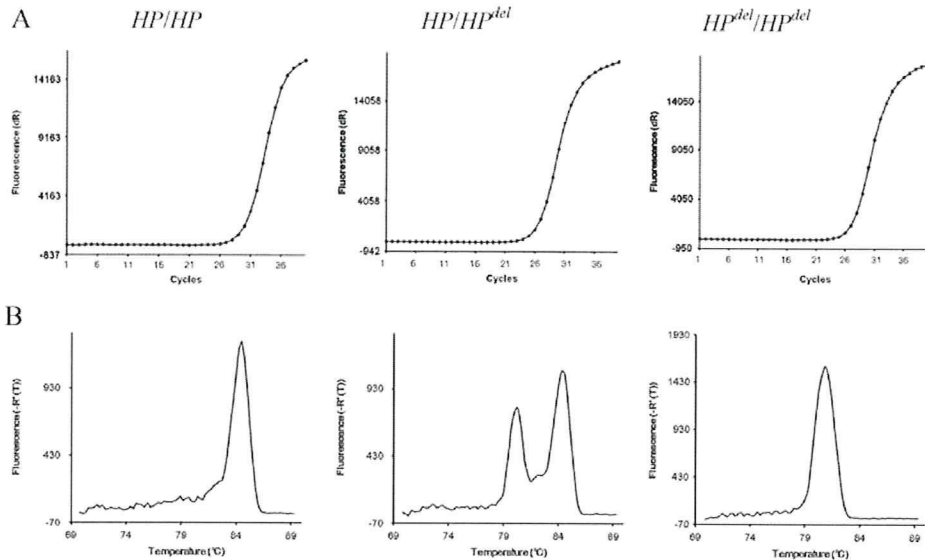 A
HP/HP
HP/HP^del
HP^del/HP^del
Fluorescence (dR)
14163
9163
4163
-837
1 6 11 16 21 26 31 36
Cycles
Fluorescence (dR)
14058
9058
4058
-942
1 6 11 16 21 26 31 36
Cycles
Fluorescence (dR)
14050
9050
4050
-950
1 6 11 16 21 26 31 36
Cycles
B
Fluorescence (-R'(T))
930
430
-70
69 74 79 84 89
Temperature (℃)
Fluorescence (-R'(T))
930
430
-70
69 74 79 84 89
Temperature (℃)
Fluorescence (-R'(T))
1930
1430
930
430
-70
69 74 79 84 89
Temperature (℃)